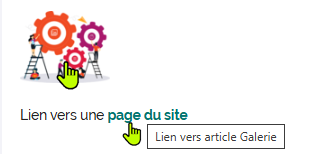 Lien vers une page du site
Lien vers article Galerie